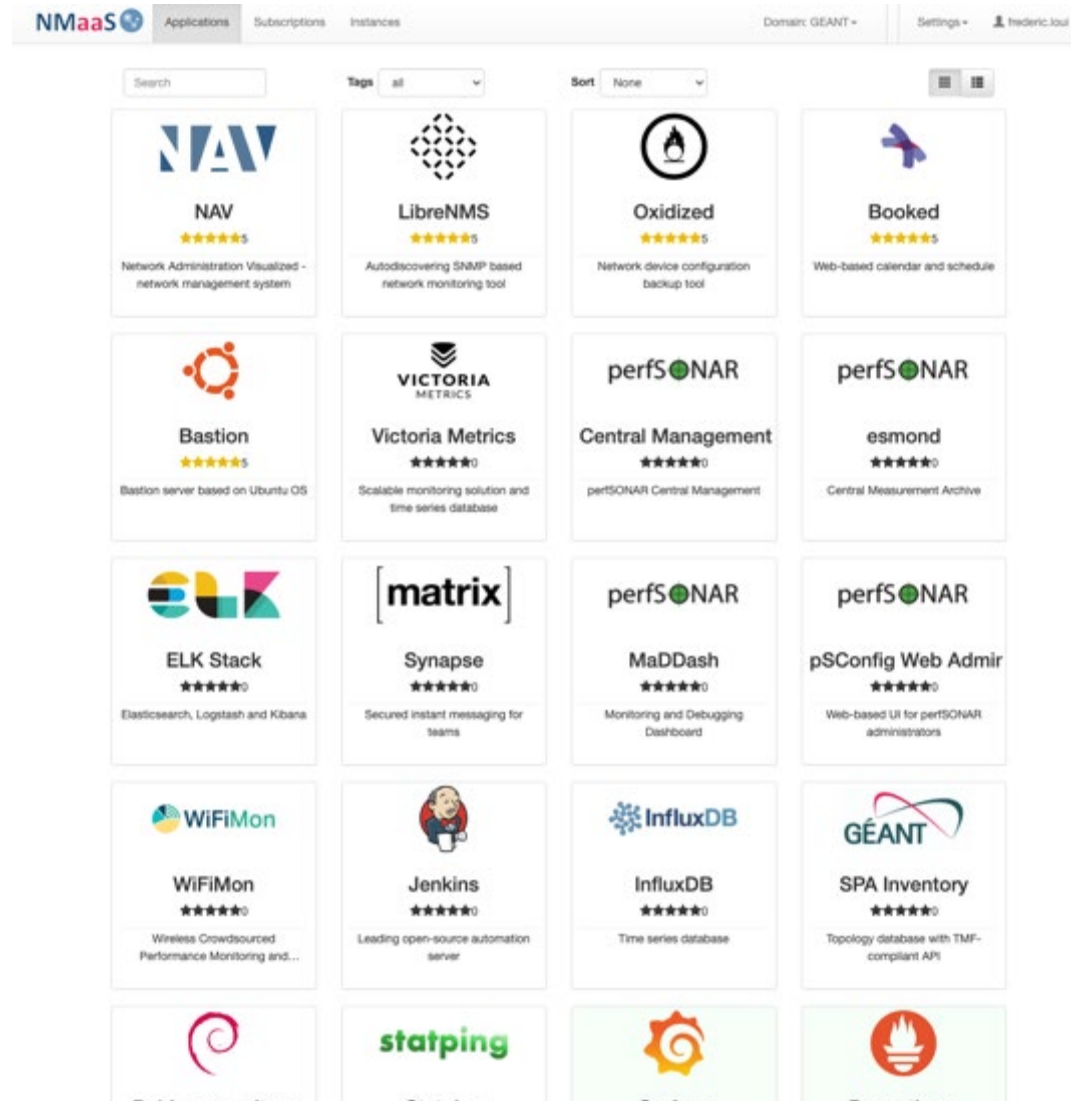 NMaaS Applications Subscriptions Instances Domain: GEANT Settings
Search Tags all Sort None
NAV
NAV
5
Network Administration Visualized -
network management system
LibreNMS
5
Autodiscovering SNMP based
network monitoring tool
Oxidized
5
Network device configuration
backup tool
Booked
5
Web-based calendar and schedule
Bastion
5
Bastion server based on Ubuntu OS
VICTORIA
METRICS
Victoria Metrics
0
Scalable monitoring solution and
time series database
perfSONAR
Central Management
0
perfSONAR Central Management
perfSONAR
esmond
0
Central Measurement Archive
ELK
ELK Stack
0
Elasticsearch, Logstash and Kibana
[matrix]
Synapse
0
Secured instant messaging for
teams
perfSONAR
MaDDash
0
Monitoring and Debugging
Dashboard
perfSONAR
pSConfig Web Admir
0
Web-based UI for perfSONAR
administrators
WiFiMon
WiFiMon
0
Wireless Crowdsourced
Performance Monitoring and...
Jenkins
0
Leading open-source automation
server
InfluxDB
InfluxDB
0
Time series database
GÉANT
SPA Inventory
0
Topology database with TMF-
compliant API
statping